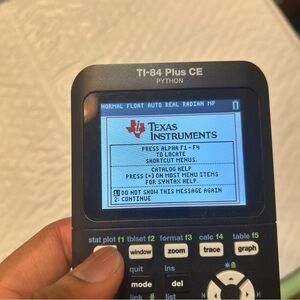 TI-84 Plus CE
PYTHON
NORMAL FLOAT AUTO REAL RADIAN MP
TEXAS
INSTRUMENTS
PRESS ALPHA F1-F4
TO LOCATE
SHORTCUT MENUS.
CATALOG HELP
PRESS [+] ON MOST MENU ITEMS
FOR SYNTAX HELP.
1 DO NOT SHOW THIS MESSAGE AGAIN
2: CONTINUE
stat plot f1 tblset f2 format f3 calc f4 table f5
window zoom trace graph
quit ins
mode del
link